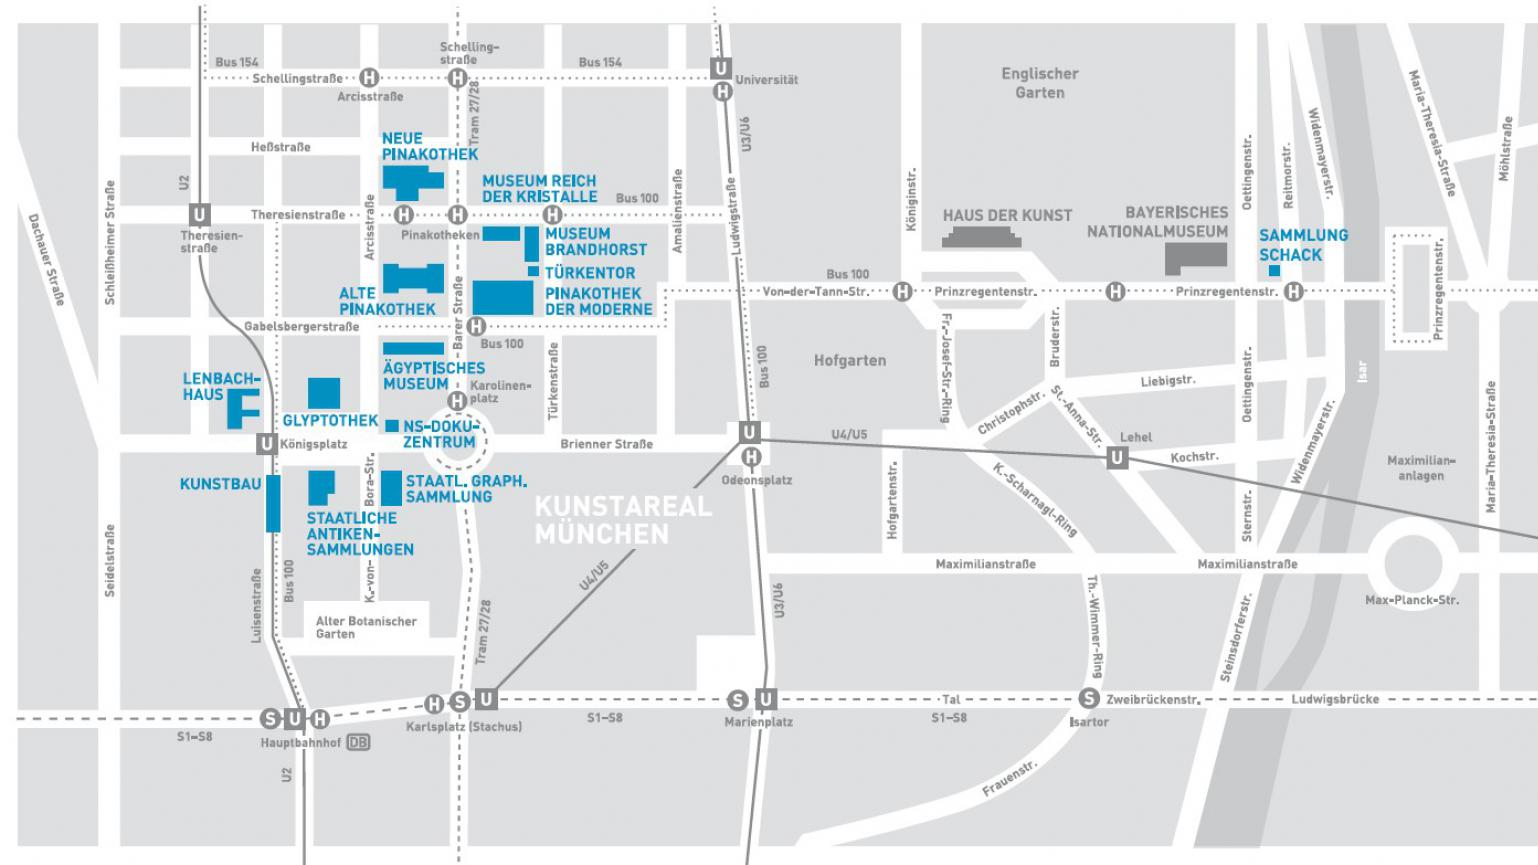 Schelling-
straße
Bus 154
Bus 154
Schellingstraße
H
H
U
Universität
H
Arcisstraße
Englischer
Garten
Tram 27/28
U3/U6
Maria-Theresia-Straße
Widenmayerstr.
Möhlstraße
Oettingenstr.
Reitmorstr.
NEUE
PINAKOTHEK
Heßstraße
U2
MUSEUM REICH
DER KRISTALLE
Bus 100
Schleißheimer Straße
Arcisstraße
Amalienstraße
Ludwigstraße
Königinstr.
U
Theresien-
straße
Theresienstraße
H
H
H
Pinakotheken
HAUS DER KUNST
BAYERISCHES
NATIONALMUSEUM
SAMMLUNG
SCHACK
Dachauer Straße
MUSEUM
BRANDHORST
TÜRKENTOR
PINAKOTHEK
DER MODERNE
ALTE
PINAKOTHEK
Barer Straße
Bus 100
Von-der-Tann-Str.
H
Prinzregentenstr.
H
Prinzregentenstr.
H
Prinzregentenstr.
Gabelsbergerstraße
H
Bus 100
Fr.-Josef-Str.-Ring
Bruderstr.
ÄGYPTISCHES
MUSEUM
Türkenstraße
Bus 100
Hofgarten
Isar
LENBACH-
HAUS
GLYPTOTHEK
Karolinen-
platz
H
Liebigstr.
Oettingenstr.
Christophstr.
St.-Anna-Str.
Maria-Theresia-Straße
NS-DOKU-
ZENTRUM
U
Königsplatz
Brienner Straße
U
H
Odeonsplatz
U4/U5
Lehel
U
Kochstr.
Widenmayerstr.
Maximilian-
anlagen
KUNSTBAU
Bora-Str.
STAATL. GRAPH.
SAMMLUNG
KUNSTAREAL
MÜNCHEN
STAATLICHE
ANTIKEN-
SAMMLUNGEN
Hofgartenstr.
K.-Scharnagl-Ring
Sternstr.
Seidelstraße
Luisenstraße
Bus 100
K.-von-
U4/U5
U3/U6
Maximilianstraße
Maximilianstraße
Max-Planck-Str.
Alter Botanischer
Garten
Tram 27/28
Th.-Wimmer-Ring
Steinsdorferstr.
S
U
H
Hauptbahnhof
DB
H
S
U
Karlsplatz (Stachus)
S
U
Marienplatz
Tal
S
Isartor
Zweibrückenstr.
Ludwigsbrücke
S1-S8
S1-S8
S1-S8
U2
Frauenstr.